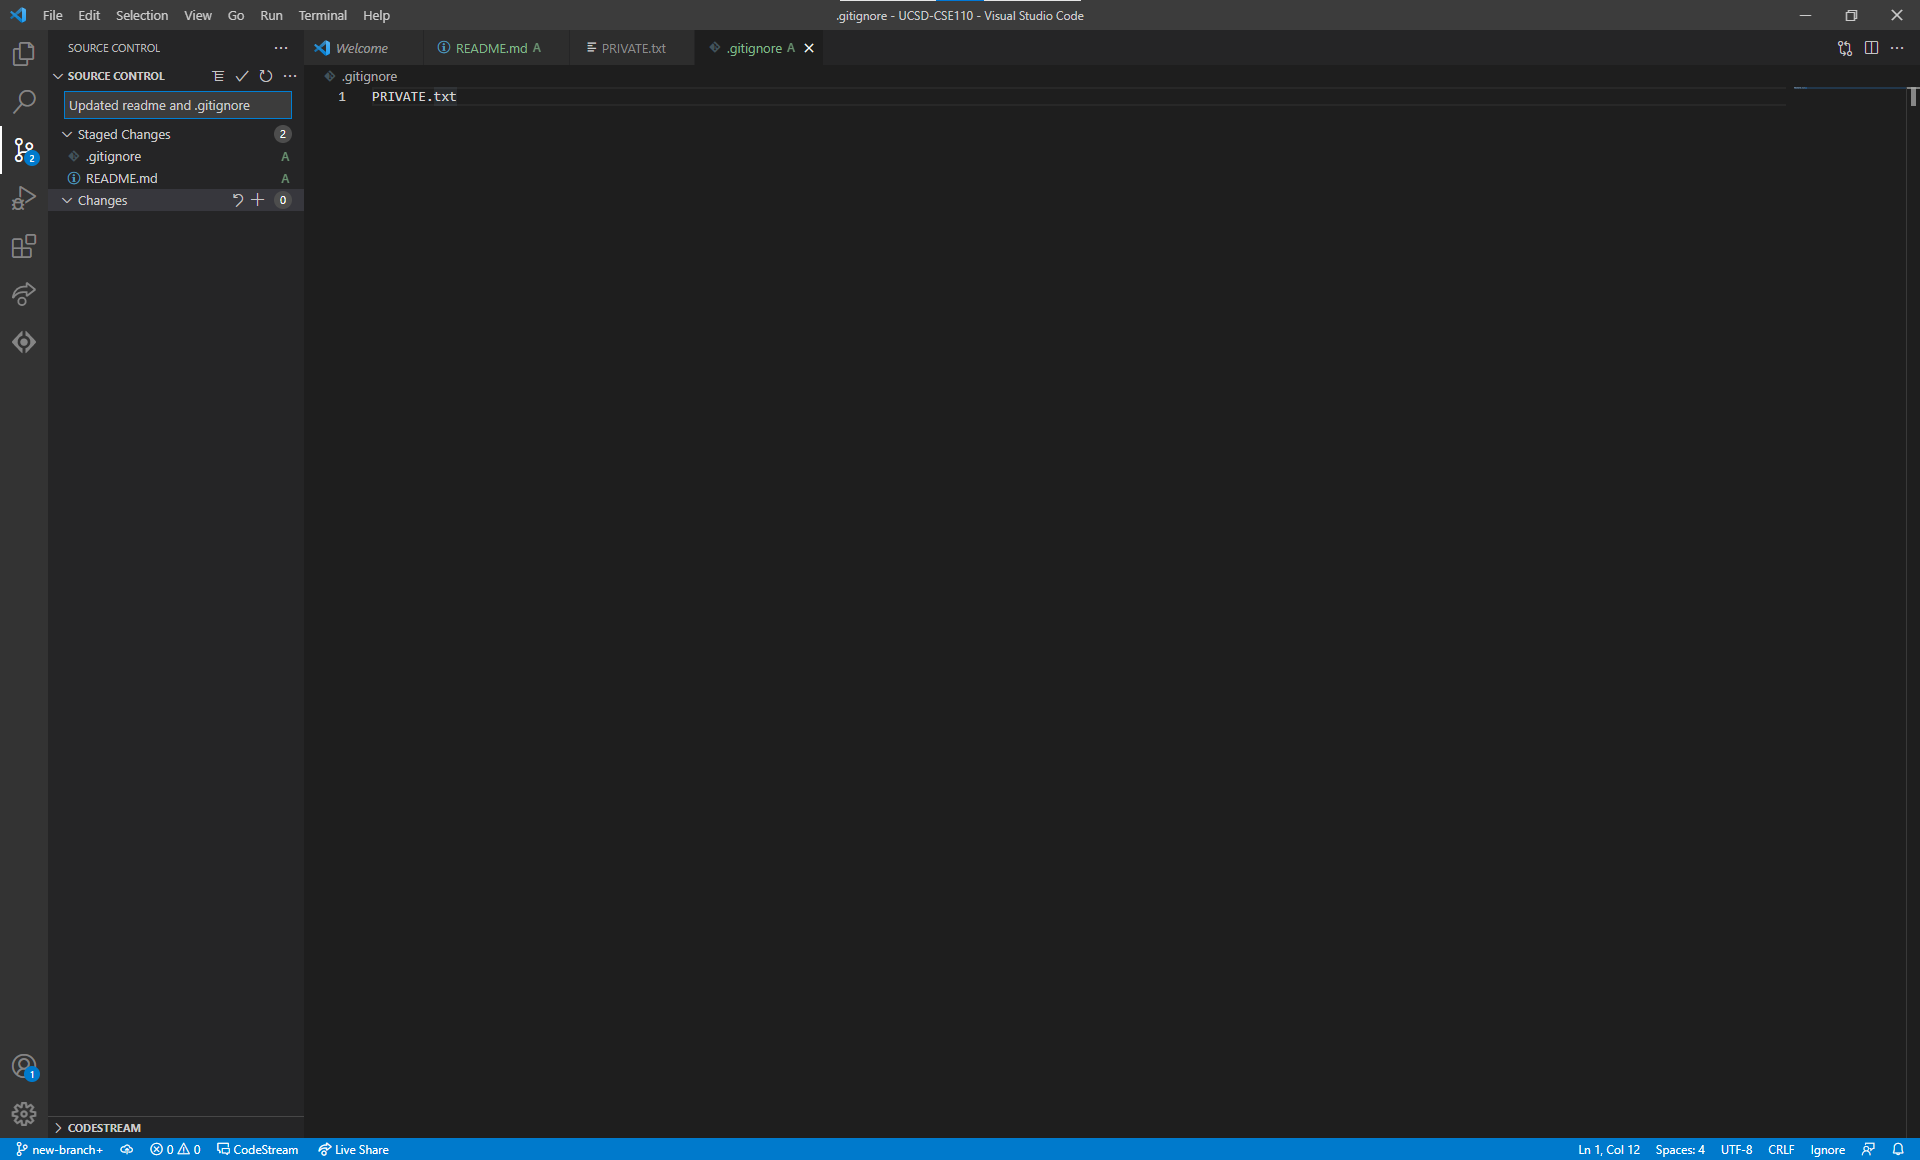 File Edit Selection View Go Run Terminal Help
.gitignore - UCSD-CSE110 - Visual Studio Code
SOURCE CONTROL
Welcome
README.md A
PRIVATE.txt
.gitignore A
SOURCE CONTROL
.gitignore
1 PRIVATE.txt
Updated readme and .gitignore
Staged Changes 2
.gitignore A
README.md A
Changes 0
2
1
CODESTREAM
new-branch+ 0 0 CodeStream Live Share
Ln 1, Col 12 Spaces: 4 UTF-8 CRLF Ignore